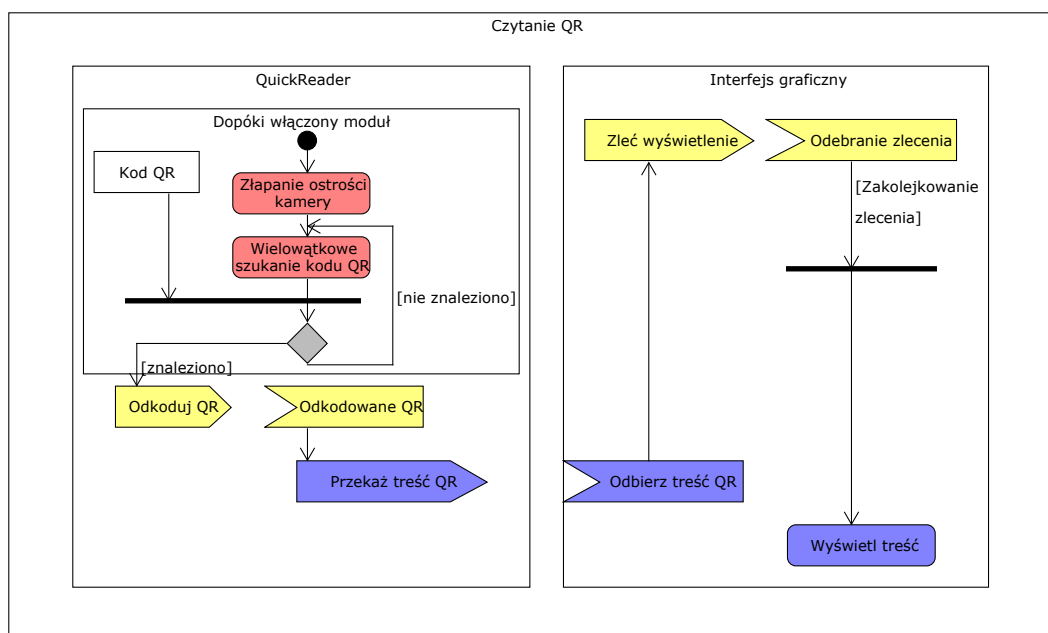 Czytanie QR
QuickReader
Dopóki włączony moduł
Kod QR
Złapanie ostrości
kamery
Wielowątkowe
szukanie kodu QR
[nie znaleziono]
[znaleziono]
Odkoduj QR
Odkodowane QR
Przekaż treść QR
Interfejs graficzny
Zleć wyświetlenie
Odebranie zlecenia
[Zakolejkowanie
zlecenia]
Odbierz treść QR
Wyświetl treść